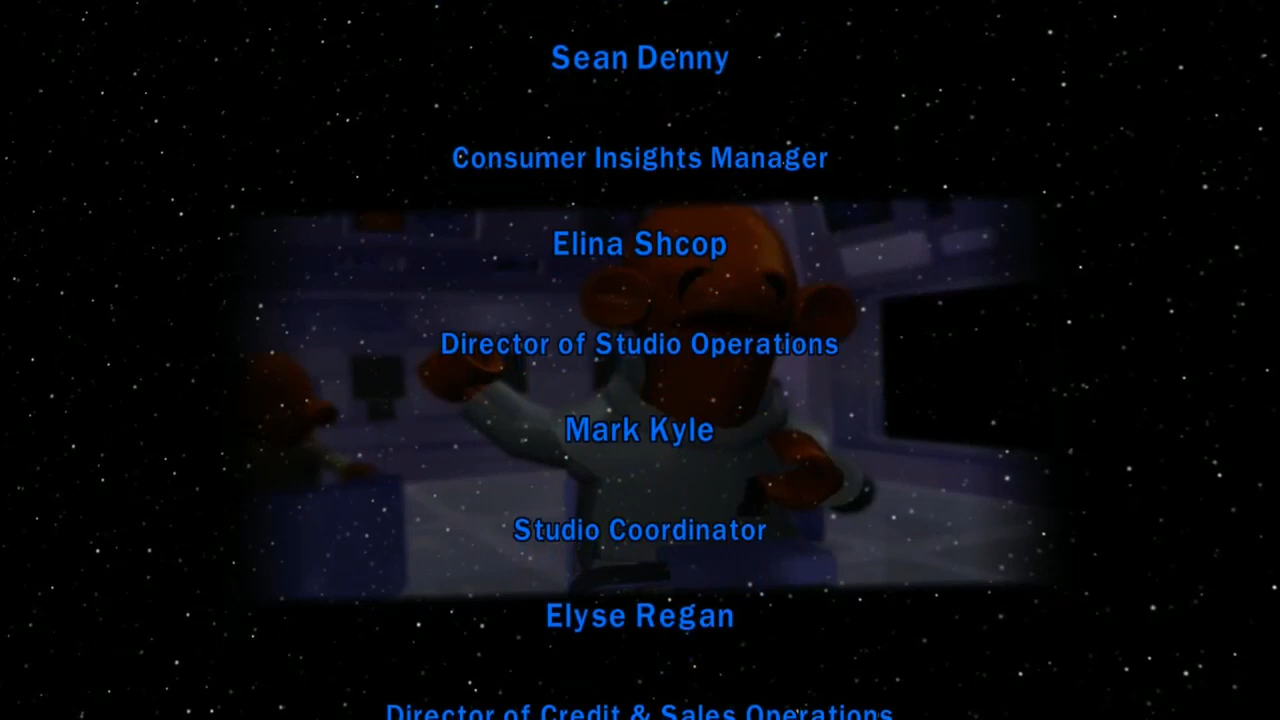 Sean Denny
Consumer Insights Manager
Elina Shcop
Director of Studio Operations
Mark Kyle
Studio Coordinator
Elyse Regan
Director of Credit & Sales Operations